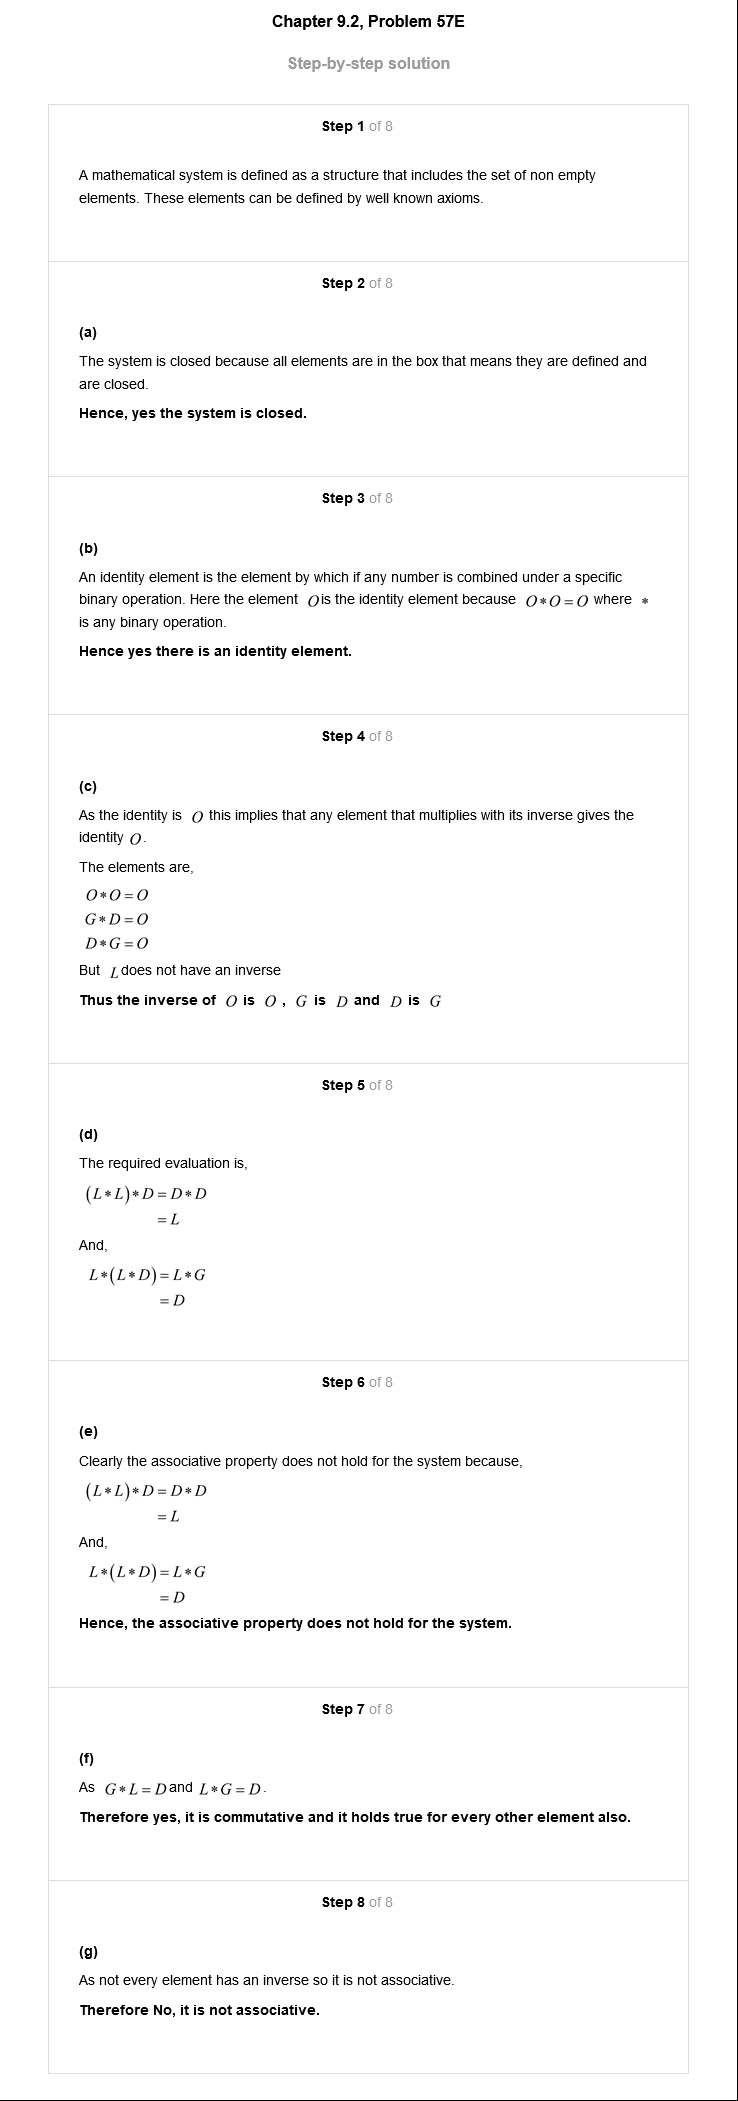 Chapter 9.2, Problem 57E
Step-by-step solution
Step 1 of 8
A mathematical system is defined as a structure that includes the set of non empty
elements. These elements can be defined by well known axioms.
Step 2 of 8
(a)
The system is closed because all elements are in the box that means they are defined and
are closed.
Hence, yes the system is closed.
Step 3 of 8
(b)
An identity element is the element by which if any number is combined under a specific
binary operation. Here the element O is the identity element because O*O=O where *
is any binary operation.
Hence yes there is an identity element.
Step 4 of 8
(c)
As the identity is O this implies that any element that multiplies with its inverse gives the
identity O.
The elements are,
O*O=O
G*D=O
D*G=O
But L does not have an inverse
Thus the inverse of O is O, G is D and D is G
Step 5 of 8
(d)
The required evaluation is,
(L*L)*D=D*D
=L
And,
L*(L*D)=L*G
=D
Step 6 of 8
(e)
Clearly the associative property does not hold for the system because,
(L*L)*D=D*D
=L
And,
L*(L*D)=L*G
=D
Hence, the associative property does not hold for the system.
Step 7 of 8
(f)
As G*L=D and L*G=D.
Therefore yes, it is commutative and it holds true for every other element also.
Step 8 of 8
(g)
As not every element has an inverse so it is not associative.
Therefore No, it is not associative.